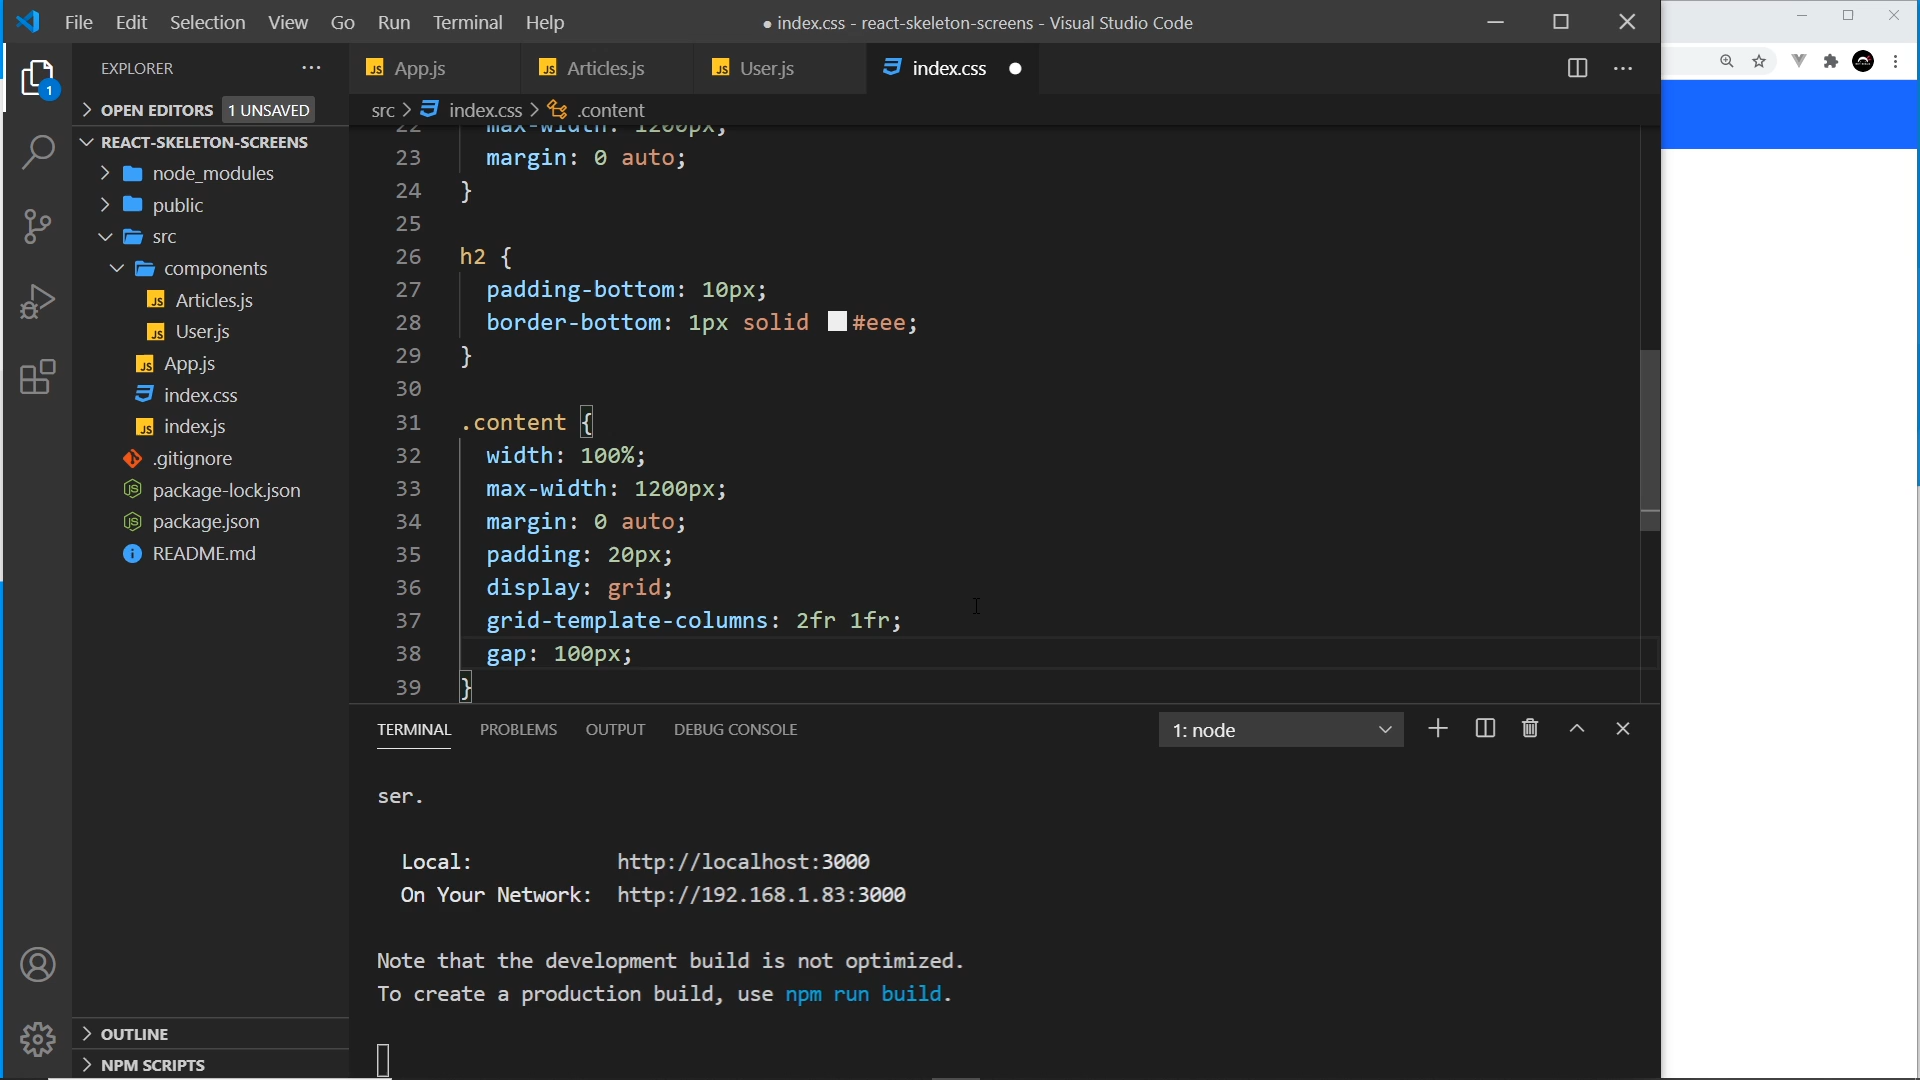 File Edit Selection View Go Run Terminal Help
● index.css - react-skeleton-screens - Visual Studio Code
EXPLORER ...
App.js
Articles.js
User.js
index.css ●
1
OPEN EDITORS 1 UNSAVED
src > index.css > .content
REACT-SKELETON-SCREENS
node_modules
public
src
components
Articles.js
User.js
App.js
index.css
index.js
.gitignore
package-lock.json
package.json
README.md
OUTLINE
NPM SCRIPTS
22 max-width: 1200px;
23 margin: 0 auto;
24 }
25
26 h2 {
27 padding-bottom: 10px;
28 border-bottom: 1px solid #eee;
29 }
30
31 .content {
32 width: 100%;
33 max-width: 1200px;
34 margin: 0 auto;
35 padding: 20px;
36 display: grid;
37 grid-template-columns: 2fr 1fr;
38 gap: 100px;
39 }
TERMINAL PROBLEMS OUTPUT DEBUG CONSOLE
1: node
ser.
Local: http://localhost:3000
On Your Network: http://192.168.1.83:3000
Note that the development build is not optimized.
To create a production build, use npm run build.